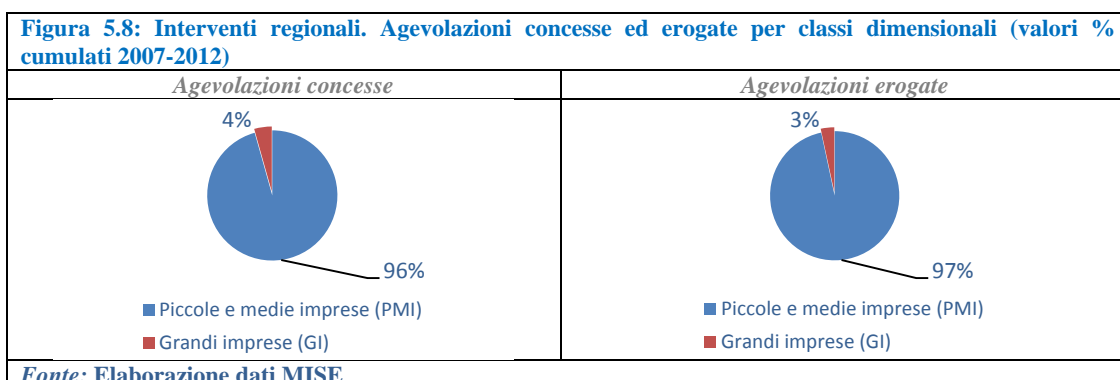 Figura 5.8: Interventi regionali. Agevolazioni concesse ed erogate per classi dimensionali (valori %
cumulati 2007-2012)
Agevolazioni concesse
4%
96%
Piccole e medie imprese (PMI)
Grandi imprese (GI)
Agevolazioni erogate
3%
97%
Piccole e medie imprese (PMI)
Grandi imprese (GI)
Fonte: Elaborazione dati MISE